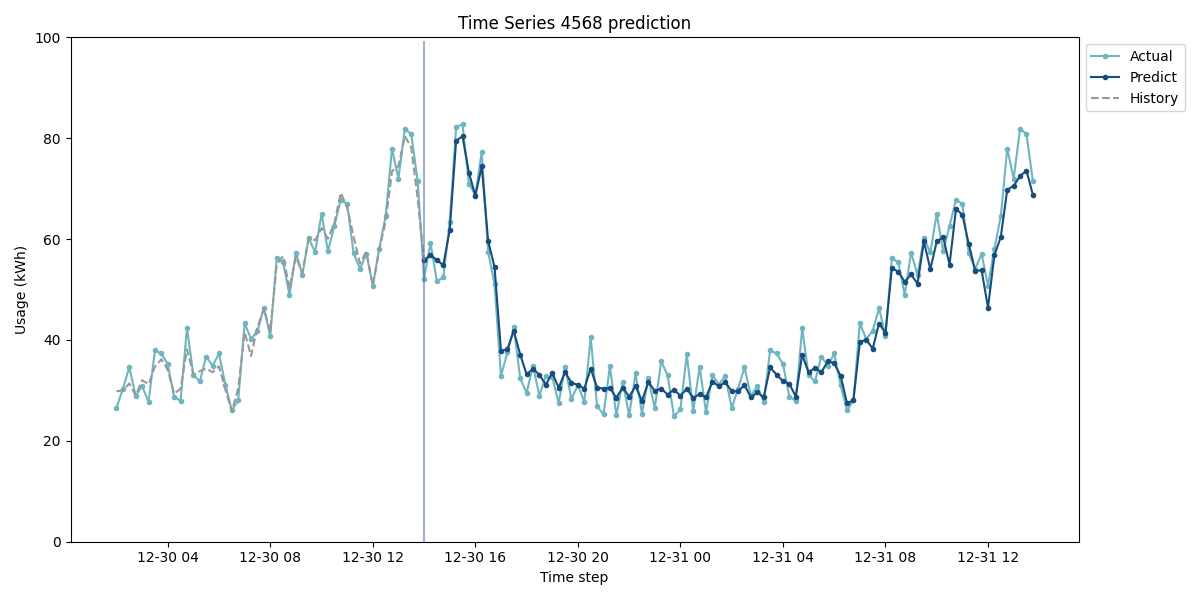 Time Series 4568 prediction
Usage (kWh)
100
80
60
40
20
0
12-30 04
12-30 08
12-30 12
12-30 16
12-30 20
12-31 00
12-31 04
12-31 08
12-31 12
Time step
Actual
Predict
History